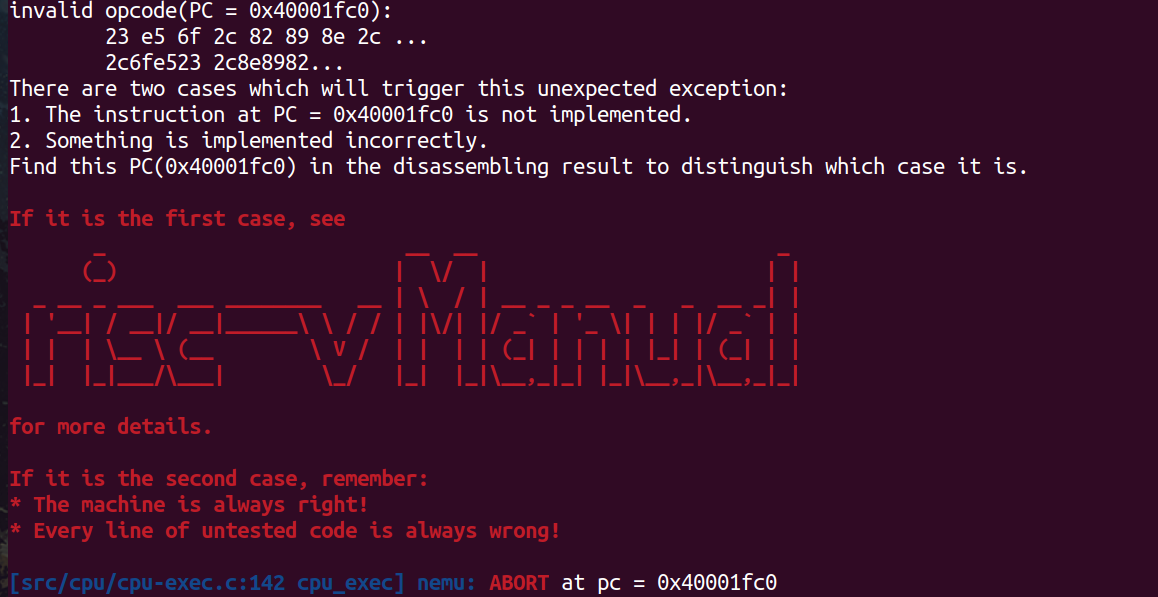 invalid opcode(PC = 0x40001fc0):
23 e5 6f 2c 82 89 8e 2c ...
2c6fe523 2c8e8982...
There are two cases which will trigger this unexpected exception:
1. The instruction at PC = 0x40001fc0 is not implemented.
2. Something is implemented incorrectly.
Find this PC(0x40001fc0) in the disassembling result to distinguish which case it is.
If it is the first case, see
risc-v Manual
for more details.
If it is the second case, remember:
* The machine is always right!
* Every line of untested code is always wrong!
[src/cpu/cpu-exec.c:142 cpu_exec] nemu: ABORT at pc = 0x40001fc0